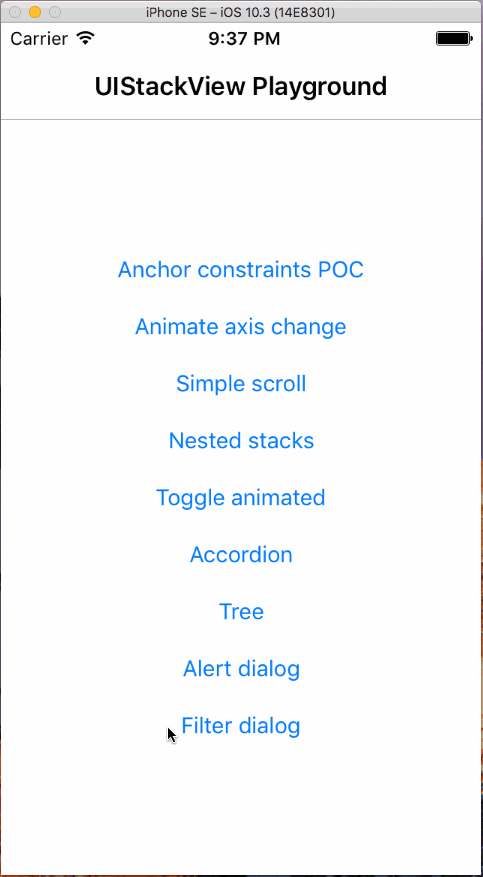 iPhone SE – iOS 10.3 (14E8301)
Carrier 9:37 PM
UIStackView Playground
Anchor constraints POC
Animate axis change
Simple scroll
Nested stacks
Toggle animated
Accordion
Tree
Alert dialog
Filter dialog